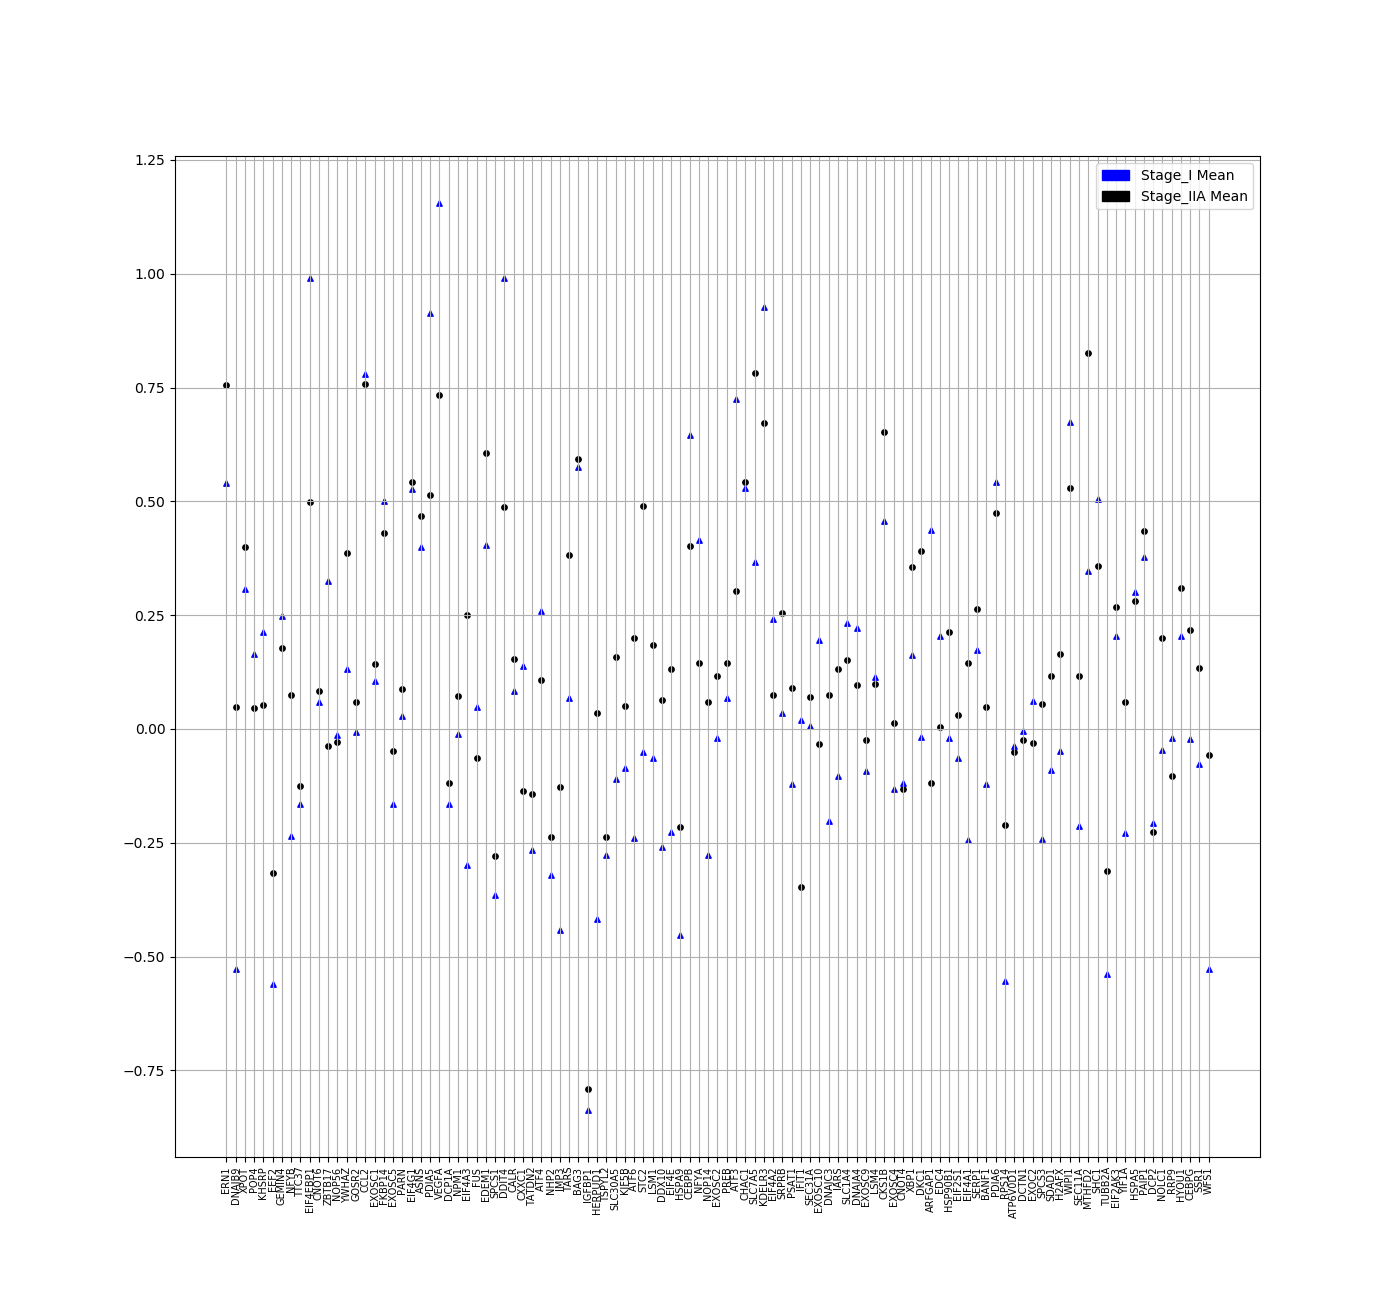 1.25
1.00
0.75
0.50
0.25
0.00
−0.25
−0.50
−0.75
Stage_I Mean
Stage_IIA Mean
ERN1
DNAJB9
XPOT
POP4
KHSRP
EEF2
GEMIN4
NFYB
TTC37
EIF4EBP1
CNOT6
ZBTB17
NOP56
YWHAZ
GOSR2
CCL2
EXOSC1
FKBP14
EXOSC5
PARN
EIF4G1
ASNS
PDIA5
VEGFA
DCP1A
NPM1
EIF4A3
FUS
EDEM1
TSPYL2
DDIT4
CALR
CXXC1
TATDN2
ATF4
NHP2
IMP3
TARS
BAG3
IGFBP1
HERPUD1
SLC30A5
KIF5B
ATF6
STC2
LSM1
DDX10
EIF4E
HSPA9
CEBPB
NFYA
NOP14
EXOSC2
PREB
ATF3
CHAC1
SLC7A5
KDELR3
EIF4A2
SRPRB
PSAT1
IFIT1
SEC31A
EXOSC10
DNAJC3
IARS
SLC1A4
DNAJA4
EXOSC9
LSM4
CKS1B
EXOSC4
CNOT4
XBP1
DKC1
ARFGAP1
EDC4
HSP90B1
EIF2S1
EIF4A1
SERP1
BANF1
PDIA6
RPS14
ATP6V0D1
DCTN1
EXOC2
SPCS3
SDAD1
H2AFX
WIPI1
SEC11A
MTHFD2
SHC1
TUBB2A
EIF2AK3
YIF1A
HSPA5
PAIP1
DCP2
NOLC1
RRP9
HYOU1
CEBPG
SSR1
WFS1